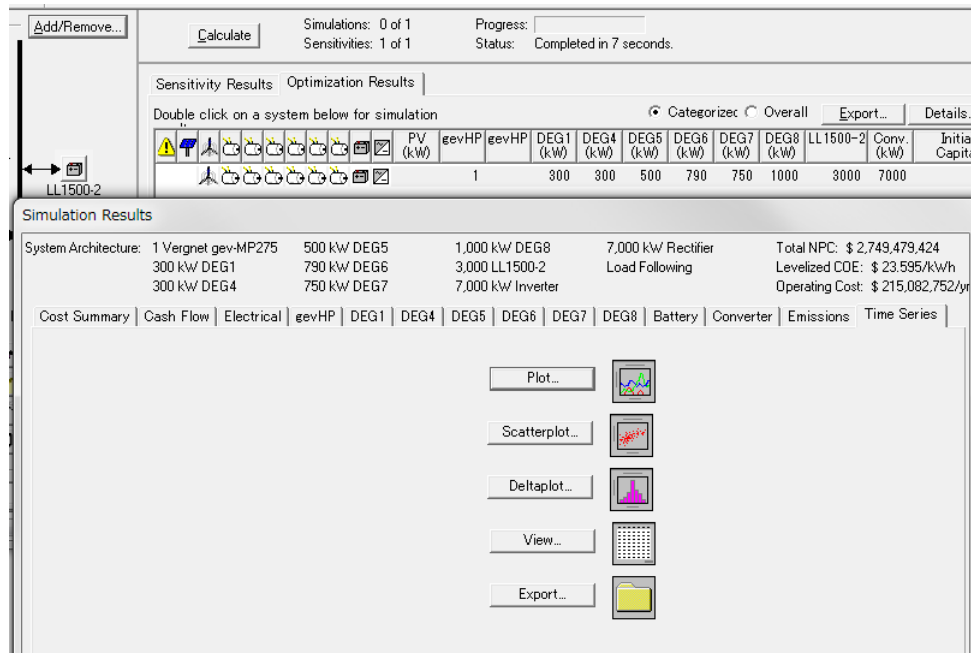 Add/Remove...
Calculate
Simulations: 0 of 1
Progress:
Sensitivities: 1 of 1
Status: Completed in 7 seconds.
Sensitivity Results
Optimization Results
Double click on a system below for simulation
Categorizec
Overall
Export...
Details.
PV (kW) gevHP gevHP DEG1 (kW) DEG4 (kW) DEG5 (kW) DEG6 (kW) DEG7 (kW) DEG8 (kW) LL1500-2 Conv. (kW) Initia Capita
1 300 300 500 790 750 1000 3000 7000
LL1500-2
Simulation Results
System Architecture: 1 Vergnet gev-MP275 500 kW DEG5 1,000 kW DEG8 7,000 kW Rectifier Total NPC: $ 2,749,479,424
300 kW DEG1 790 kW DEG6 3,000 LL1500-2 Load Following Levelized COE: $ 23.595/kWh
300 kW DEG4 750 kW DEG7 7,000 kW Inverter Operating Cost: $ 215,082,752/yr
Cost Summary Cash Flow Electrical gevHP DEG1 DEG4 DEG5 DEG6 DEG7 DEG8 Battery Converter Emissions Time Series
Plot...
Scatterplot...
Deltaplot...
View...
Export...